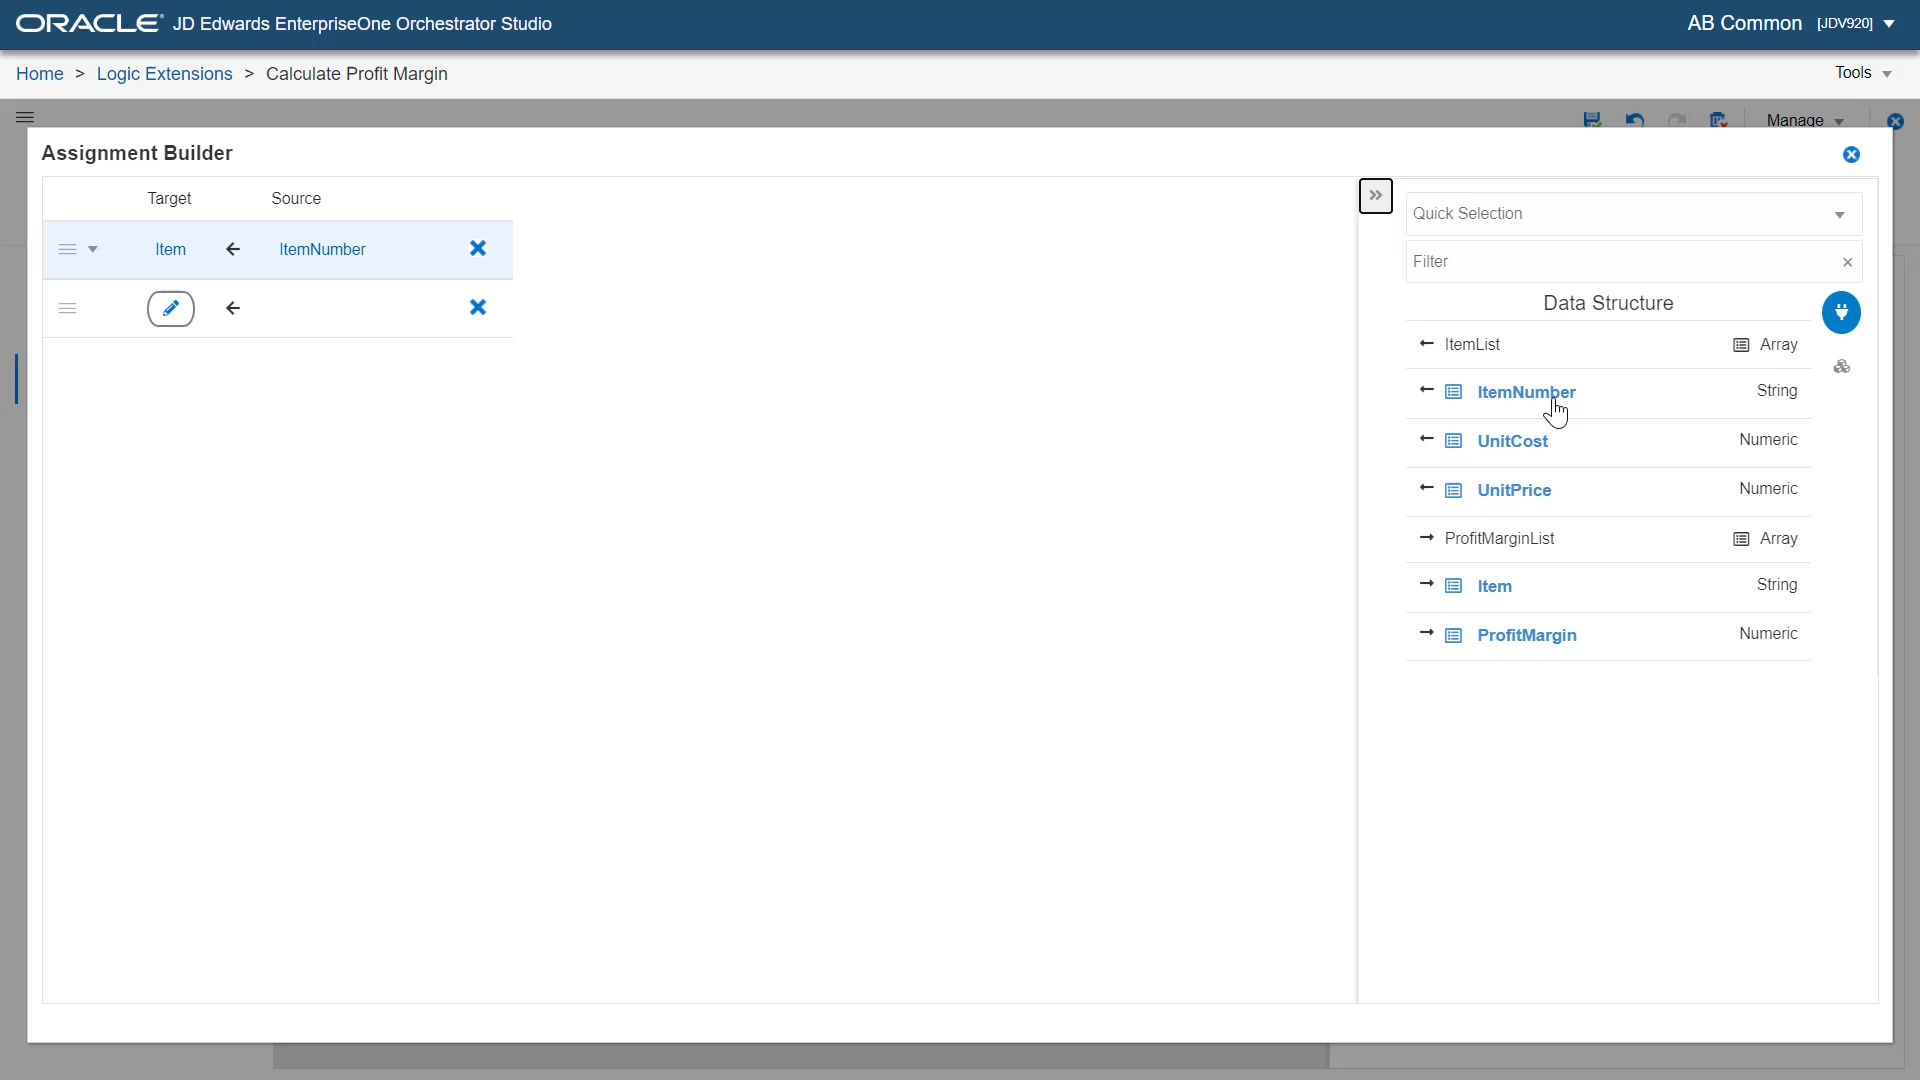 ORACLE JD Edwards EnterpriseOne Orchestrator Studio
AB Common [JDV920]
Home > Logic Extensions > Calculate Profit Margin
Tools
Manage
Assignment Builder
Target Source
Item ItemNumber
Quick Selection
Filter
Data Structure
ItemList Array
ItemNumber String
UnitCost Numeric
UnitPrice Numeric
ProfitMarginList Array
Item String
ProfitMargin Numeric